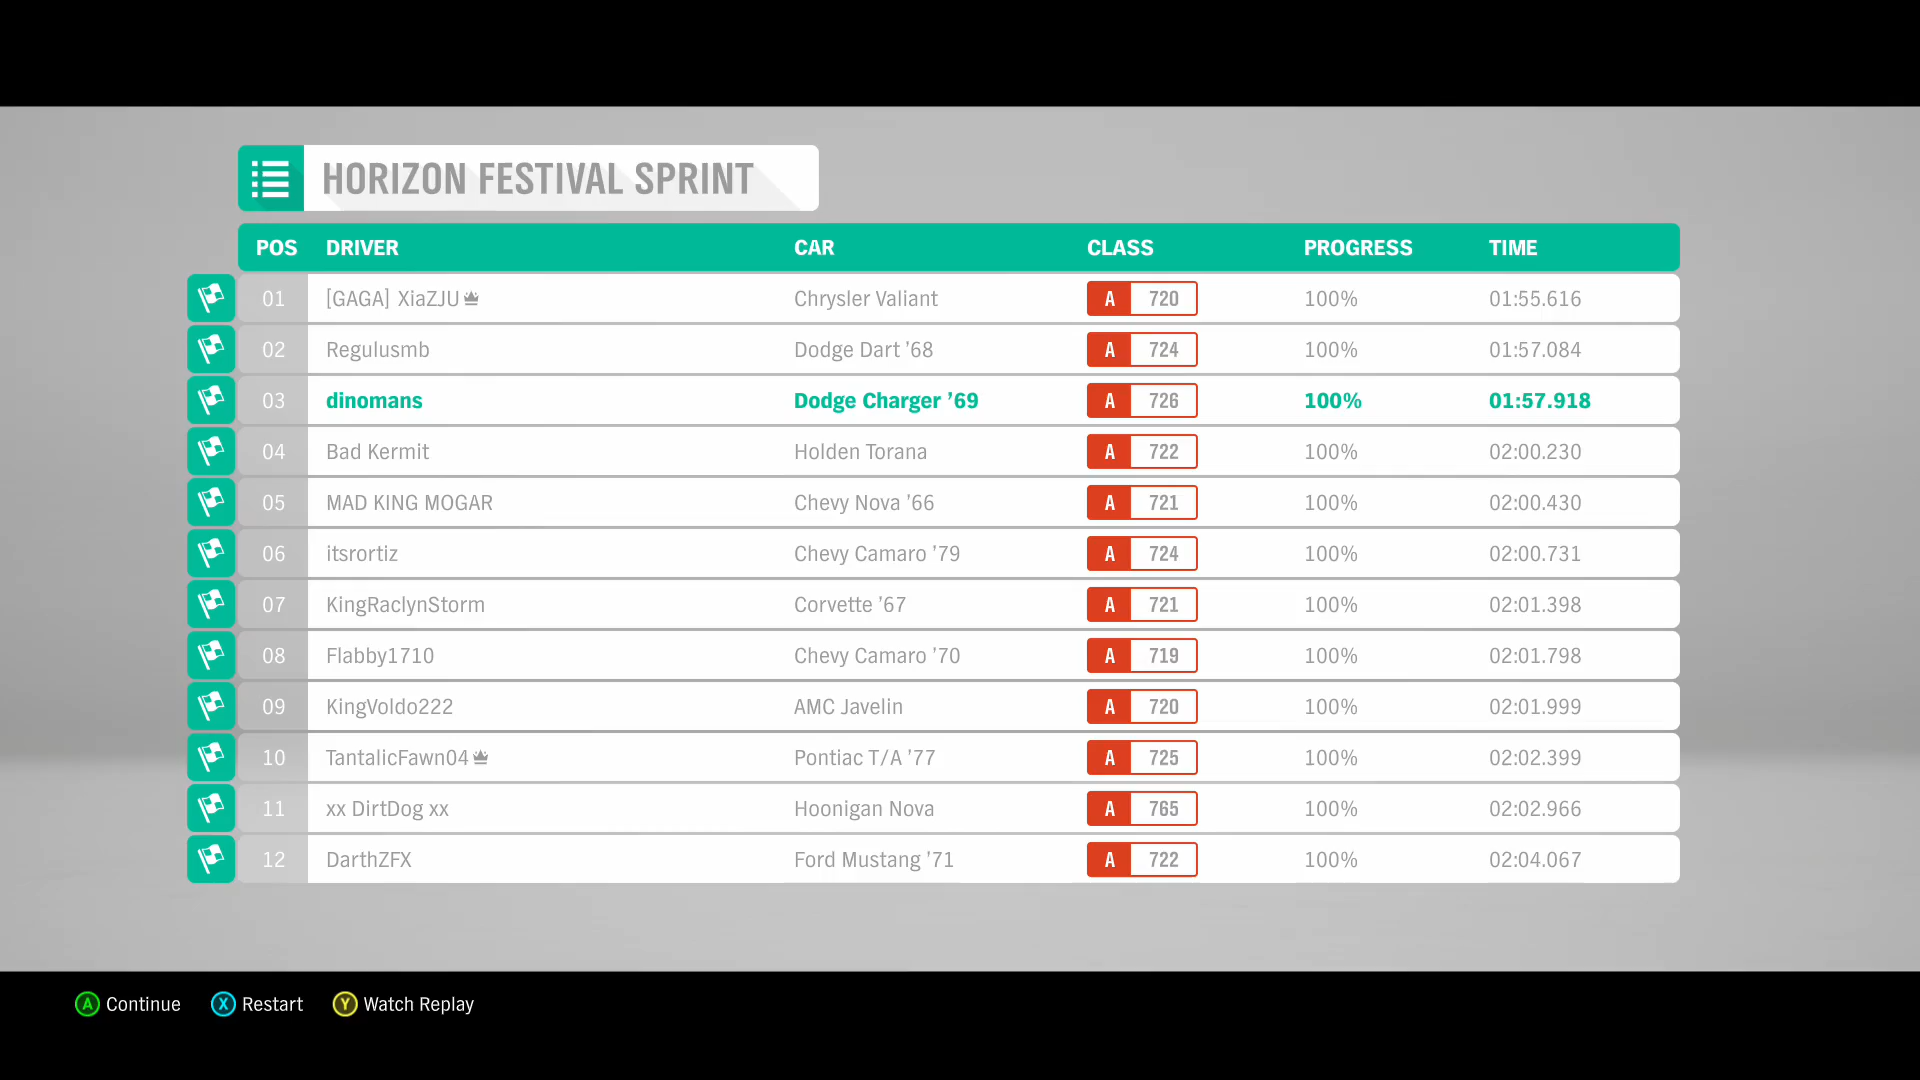 HORIZON FESTIVAL SPRINT
POS DRIVER CAR CLASS PROGRESS TIME
01 [GAGA] XiaZJU Chrysler Valiant A 720 100% 01:55.616
02 Regulusmb Dodge Dart ’68 A 724 100% 01:57.084
03 dinomans Dodge Charger ’69 A 726 100% 01:57.918
04 Bad Kermit Holden Torana A 722 100% 02:00.230
05 MAD KING MOGAR Chevy Nova ’66 A 721 100% 02:00.430
06 itsrortiz Chevy Camaro ’79 A 724 100% 02:00.731
07 KingRaclynStorm Corvette ’67 A 721 100% 02:01.398
08 Flabby1710 Chevy Camaro ’70 A 719 100% 02:01.798
09 KingVoldo222 AMC Javelin A 720 100% 02:01.999
10 TantalicFawn04 Pontiac T/A ’77 A 725 100% 02:02.399
11 xx DirtDog xx Hoonigan Nova A 765 100% 02:02.966
12 DarthZFX Ford Mustang ’71 A 722 100% 02:04.067
A Continue X Restart Y Watch Replay